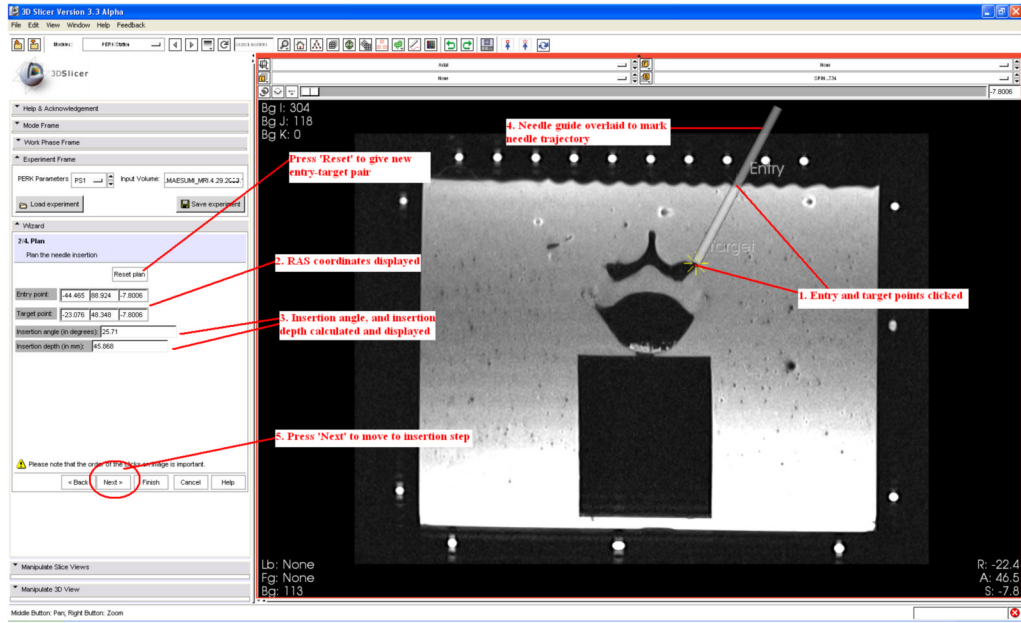 3D Slicer Version 3.3 Alpha
File Edit View Window Help Feedback
Modules: PERK Station
3DSlicer
Help & Acknowledgement
Mode Frame
Work Phase Frame
Experiment Frame
PERK Parameters PS1 Input Volume:
Load experiment Save experiment
Wizard
2/4. Plan
Plan the needle insertion
Reset plan
Entry point: -44.465 88.924 -7.8006
Target point: -23.076 48.348 -7.8006
Insertion angle (in degrees): 25.71
Insertion depth (in mm): 45.868
Please note that the order of the clicks on image is important.
< Back Next > Finish Cancel Help
Manipulate Slice Views
Manipulate 3D View
Middle Button: Pan; Right Button: Zoom
Axial None
None
-7.8006
Bg I: 304
Bg J: 118
Bg K: 0
4. Needle guide overlaid to mark
needle trajectory
Press 'Reset' to give new
entry-target pair
Entry
Target
2. RAS coordinates displayed
1. Entry and target points clicked
3. Insertion angle, and insertion
depth calculated and displayed
5. Press 'Next' to move to insertion step
Lb: None
Fg: None
Bg: 113
R: -22.4
A: 46.5
S: -7.8